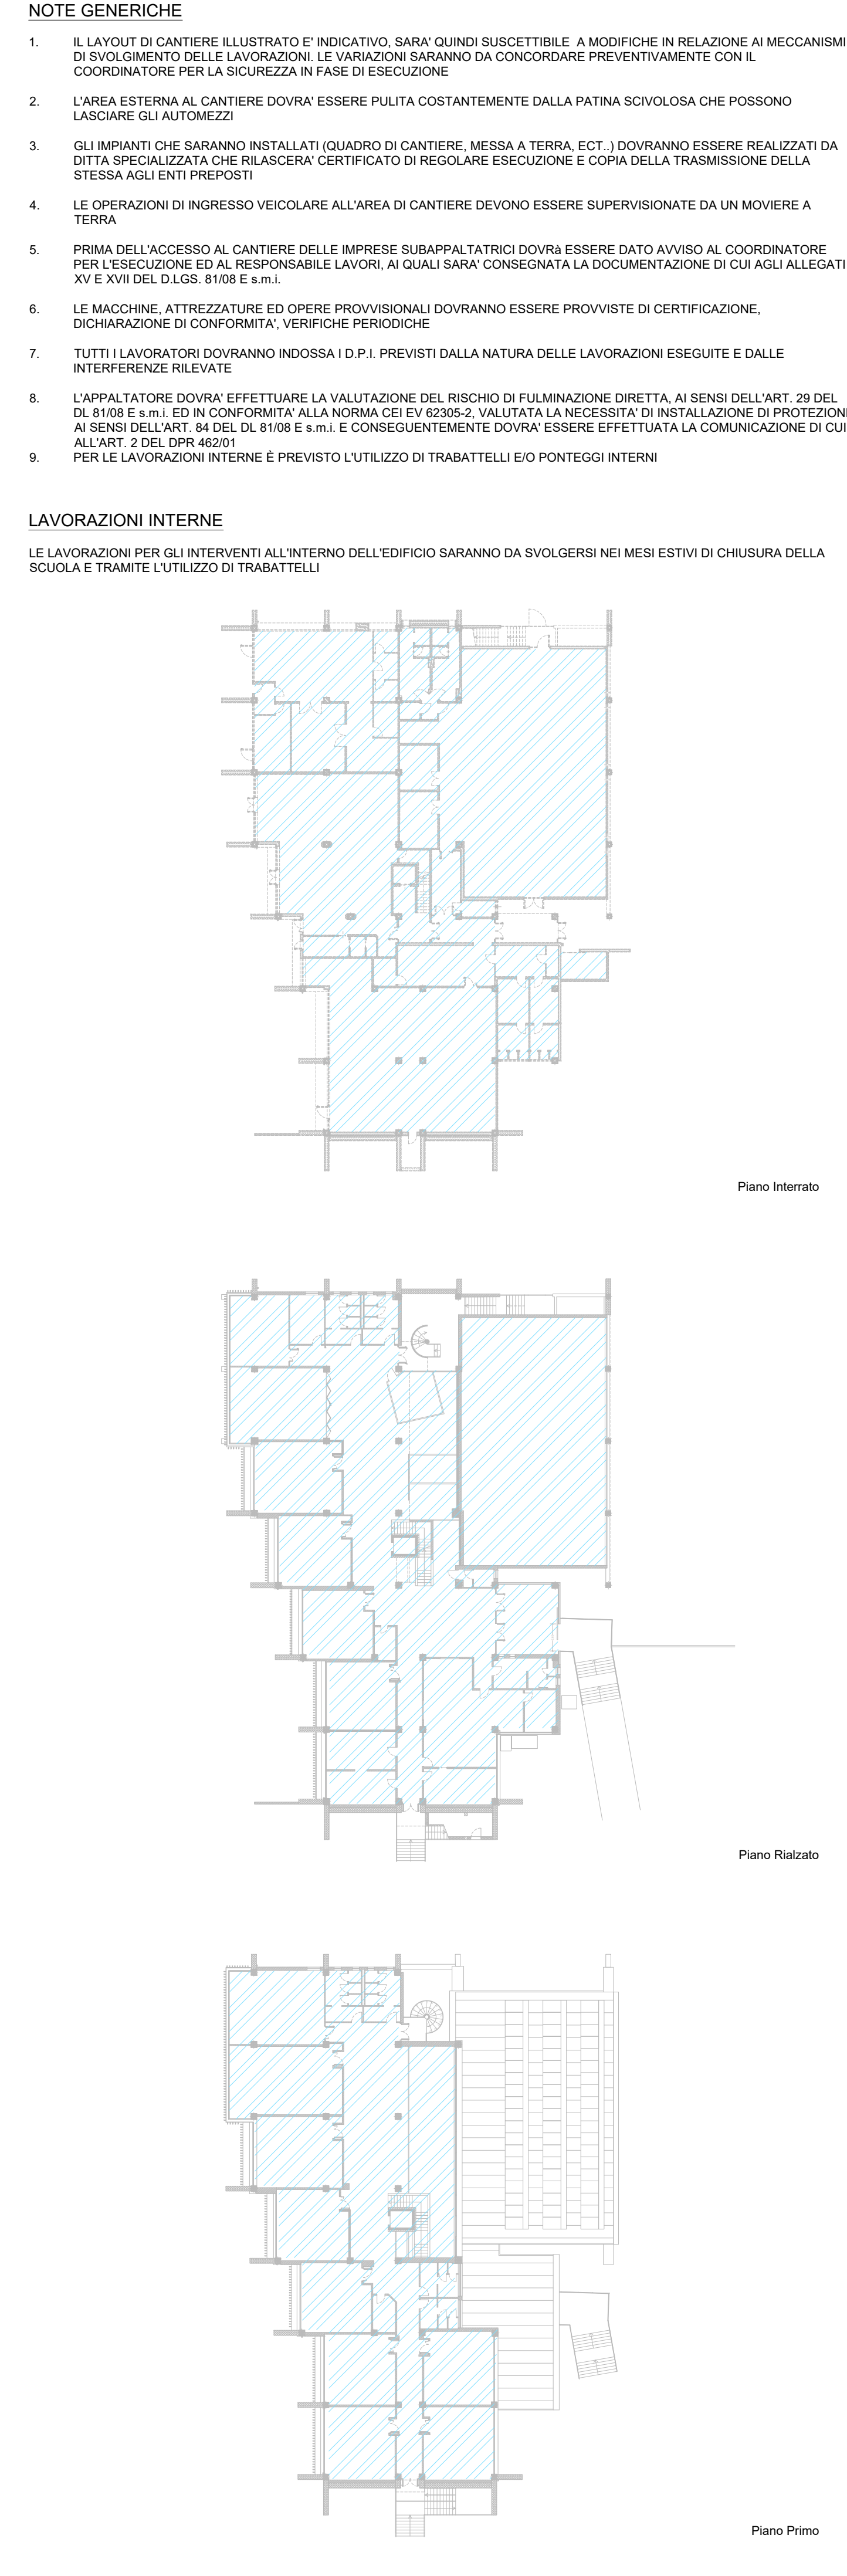 NOTE GENERICHE
1. IL LAYOUT DI CANTIERE ILLUSTRATO E' INDICATIVO, SARA' QUINDI SUSCETTIBILE A MODIFICHE IN RELAZIONE AI MECCANISMI
DI SVOLGIMENTO DELLE LAVORAZIONI. LE VARIAZIONI SARANNO DA CONCORDARE PREVENTIVAMENTE CON IL
COORDINATORE PER LA SICUREZZA IN FASE DI ESECUZIONE
2. L'AREA ESTERNA AL CANTIERE DOVRA' ESSERE PULITA COSTANTEMENTE DALLA PATINA SCIVOLOSA CHE POSSONO
LASCIARE GLI AUTOMEZZI
3. GLI IMPIANTI CHE SARANNO INSTALLATI (QUADRO DI CANTIERE, MESSA A TERRA, ECT..) DOVRANNO ESSERE REALIZZATI DA
DITTA SPECIALIZZATA CHE RILASCERA' CERTIFICATO DI REGOLARE ESECUZIONE E COPIA DELLA TRASMISSIONE DELLA
STESSA AGLI ENTI PREPOSTI
4. LE OPERAZIONI DI INGRESSO VEICOLARE ALL'AREA DI CANTIERE DEVONO ESSERE SUPERVISIONATE DA UN MOVIERE A
TERRA
5. PRIMA DELL'ACCESSO AL CANTIERE DELLE IMPRESE SUBAPPALTATRICI DOVRà ESSERE DATO AVVISO AL COORDINATORE
PER L'ESECUZIONE ED AL RESPONSABILE LAVORI, AI QUALI SARA' CONSEGNATA LA DOCUMENTAZIONE DI CUI AGLI ALLEGATI
XV E XVII DEL D.LGS. 81/08 E s.m.i.
6. LE MACCHINE, ATTREZZATURE ED OPERE PROVVISIONALI DOVRANNO ESSERE PROVVISTE DI CERTIFICAZIONE,
DICHIARAZIONE DI CONFORMITA', VERIFICHE PERIODICHE
7. TUTTI I LAVORATORI DOVRANNO INDOSSA I D.P.I. PREVISTI DALLA NATURA DELLE LAVORAZIONI ESEGUITE E DALLE
INTERFERENZE RILEVATE
8. L'APPALTATORE DOVRA' EFFETTUARE LA VALUTAZIONE DEL RISCHIO DI FULMINAZIONE DIRETTA, AI SENSI DELL'ART. 29 DEL
DL 81/08 E s.m.i. ED IN CONFORMITA' ALLA NORMA CEI EV 62305-2, VALUTATA LA NECESSITA' DI INSTALLAZIONE DI PROTEZIONI
AI SENSI DELL'ART. 84 DEL DL 81/08 E s.m.i. E CONSEGUENTEMENTE DOVRA' ESSERE EFFETTUATA LA COMUNICAZIONE DI CUI
ALL'ART. 2 DEL DPR 462/01
9. PER LE LAVORAZIONI INTERNE È PREVISTO L'UTILIZZO DI TRABATTELLI E/O PONTEGGI INTERNI
LAVORAZIONI INTERNE
LE LAVORAZIONI PER GLI INTERVENTI ALL'INTERNO DELL'EDIFICIO SARANNO DA SVOLGERSI NEI MESI ESTIVI DI CHIUSURA DELLA
SCUOLA E TRAMITE L'UTILIZZO DI TRABATTELLI
Piano Interrato
Piano Rialzato
Piano Primo